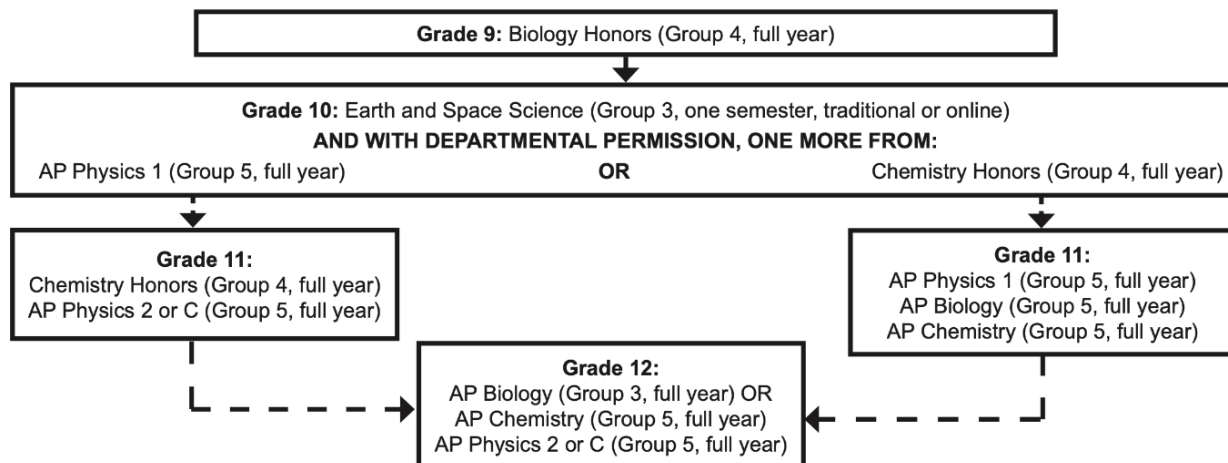 Grade 9: Biology Honors (Group 4, full year)
Grade 10: Earth and Space Science (Group 3, one semester, traditional or online)
AND WITH DEPARTMENTAL PERMISSION, ONE MORE FROM:
AP Physics 1 (Group 5, full year) OR Chemistry Honors (Group 4, full year)
Grade 11:
Chemistry Honors (Group 4, full year)
AP Physics 2 or C (Group 5, full year)
Grade 11:
AP Physics 1 (Group 5, full year)
AP Biology (Group 5, full year)
AP Chemistry (Group 5, full year)
Grade 12:
AP Biology (Group 3, full year) OR
AP Chemistry (Group 5, full year)
AP Physics 2 or C (Group 5, full year)